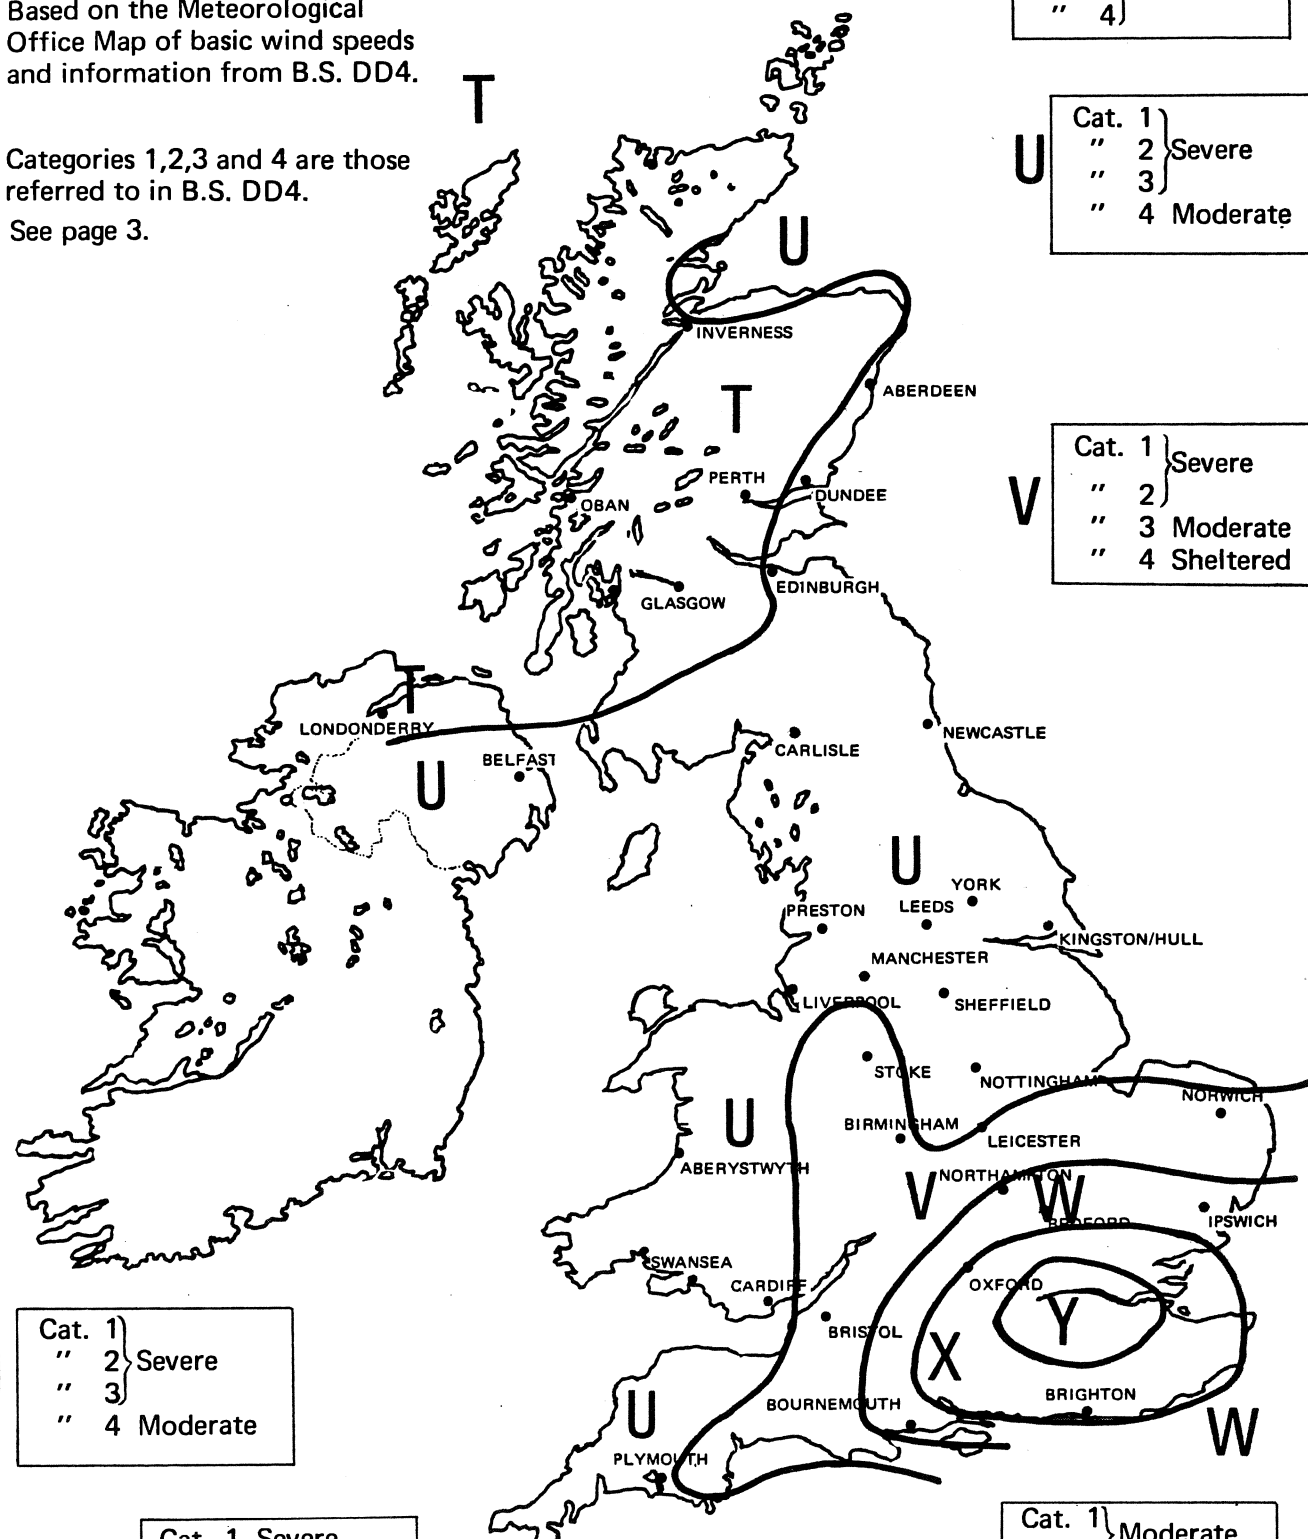 Based on the Meteorological
Office Map of basic wind speeds
and information from B.S. DD4.
Categories 1,2,3 and 4 are those
referred to in B.S. DD4.
See page 3.
" 4
T
U
Cat. 1
" 2 Severe
" 3
" 4 Moderate
U
INVERNESS
T
ABERDEEN
V
Cat. 1
Severe
" 2
" 3 Moderate
" 4 Sheltered
PERTH
DUNDEE
OBAN
EDINBURGH
GLASGOW
T
LONDONDERRY
BELFAST
U
CARLISLE
NEWCASTLE
U
YORK
LEEDS
PRESTON
KINGSTON/HULL
MANCHESTER
LIVERPOOL
SHEFFIELD
STOKE
NOTTINGHAM
NORWICH
U
BIRMINGHAM
LEICESTER
ABERYSTWYTH
V
NORTHAMPTON
W
BEDFORD
IPSWICH
SWANSEA
CARDIFF
OXFORD
Y
BRISTOL
X
BRIGHTON
BOURNEMOUTH
W
U
PLYMOUTH
Cat. 1
" 2 Severe
" 3
" 4 Moderate
Cat. 1 Severe
Cat. 1
Moderate